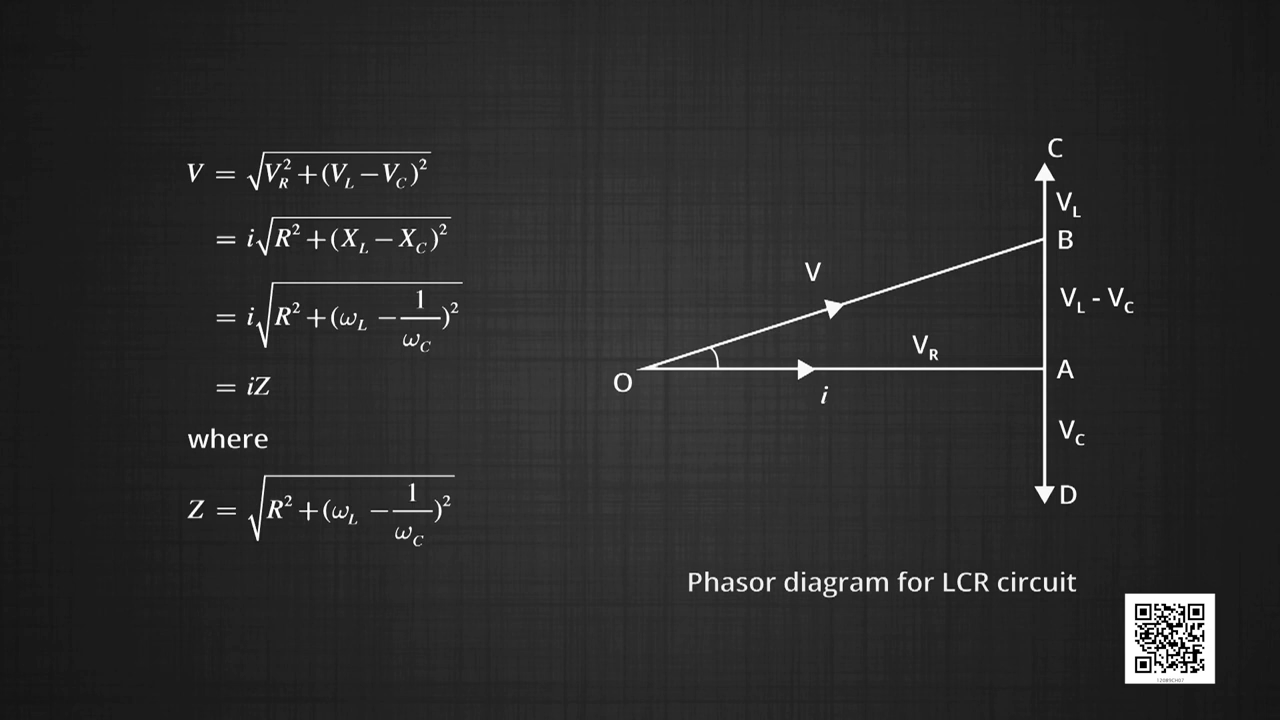 V = √(V_R² + (V_L – V_C)²)
= i√(R² + (X_L – X_C)²)
= i√(R² + (ω_L – 1/ω_C)²)
= iZ
where
Z = √(R² + (ω_L – 1/ω_C)²)
C
V_L
B
V
V_L - V_C
V_R
O
i
A
V_C
D
Phasor diagram for LCR circuit